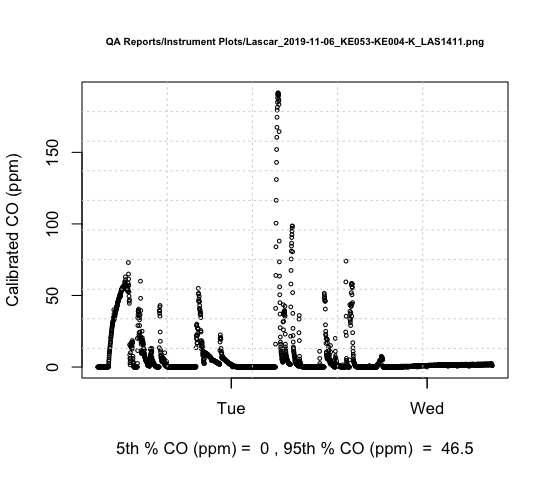 QA Reports/Instrument Plots/Lascar_2019-11-06_KE053-KE004-K_LAS1411.png
Calibrated CO (ppm)
150
100
50
0
Tue Wed
5th % CO (ppm) = 0 , 95th % CO (ppm) = 46.5